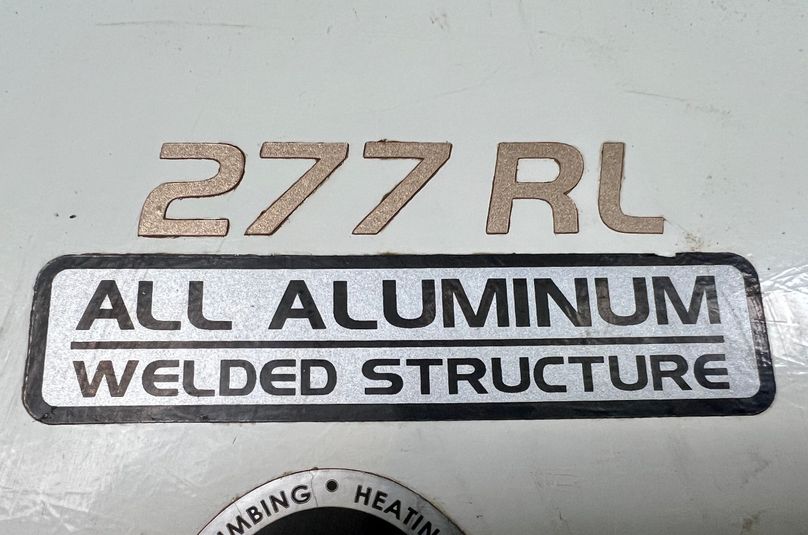 277 RL
ALL ALUMINUM
WELDED STRUCTURE